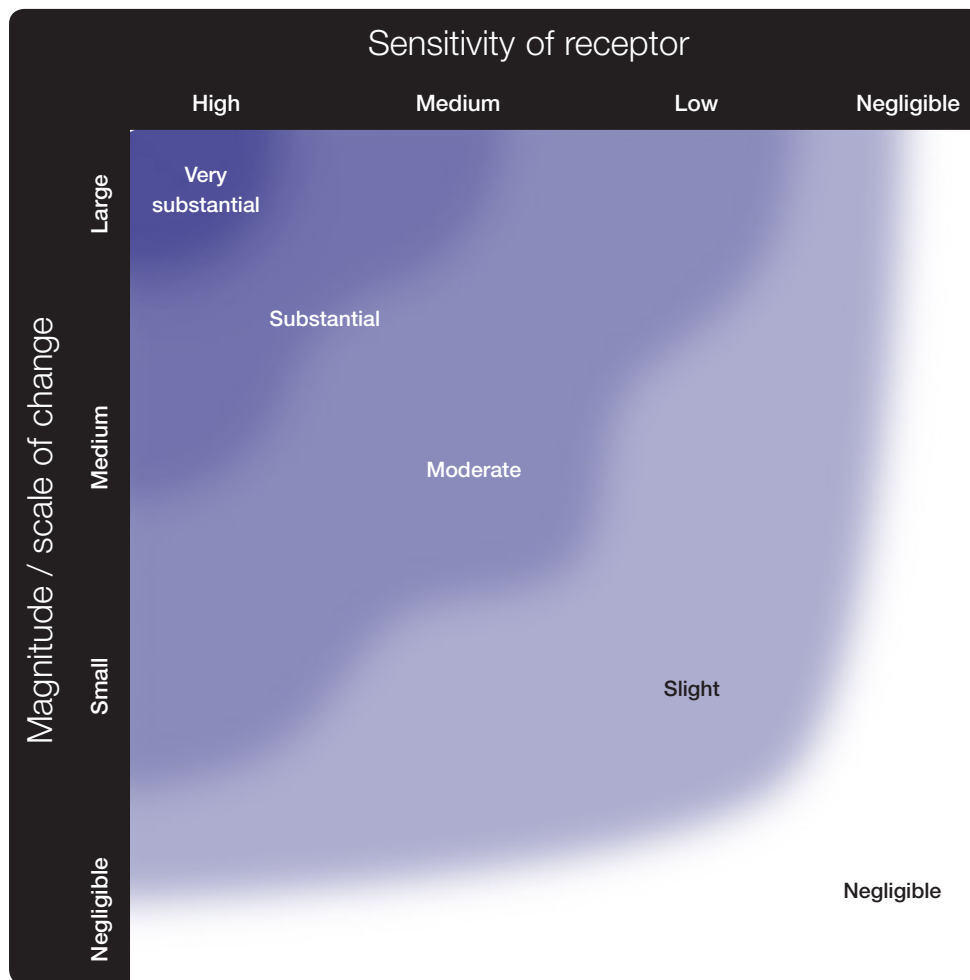 Sensitivity of receptor
High Medium Low Negligible
Magnitude / scale of change
Large
Medium
Small
Negligible
Very
substantial
Substantial
Moderate
Slight
Negligible